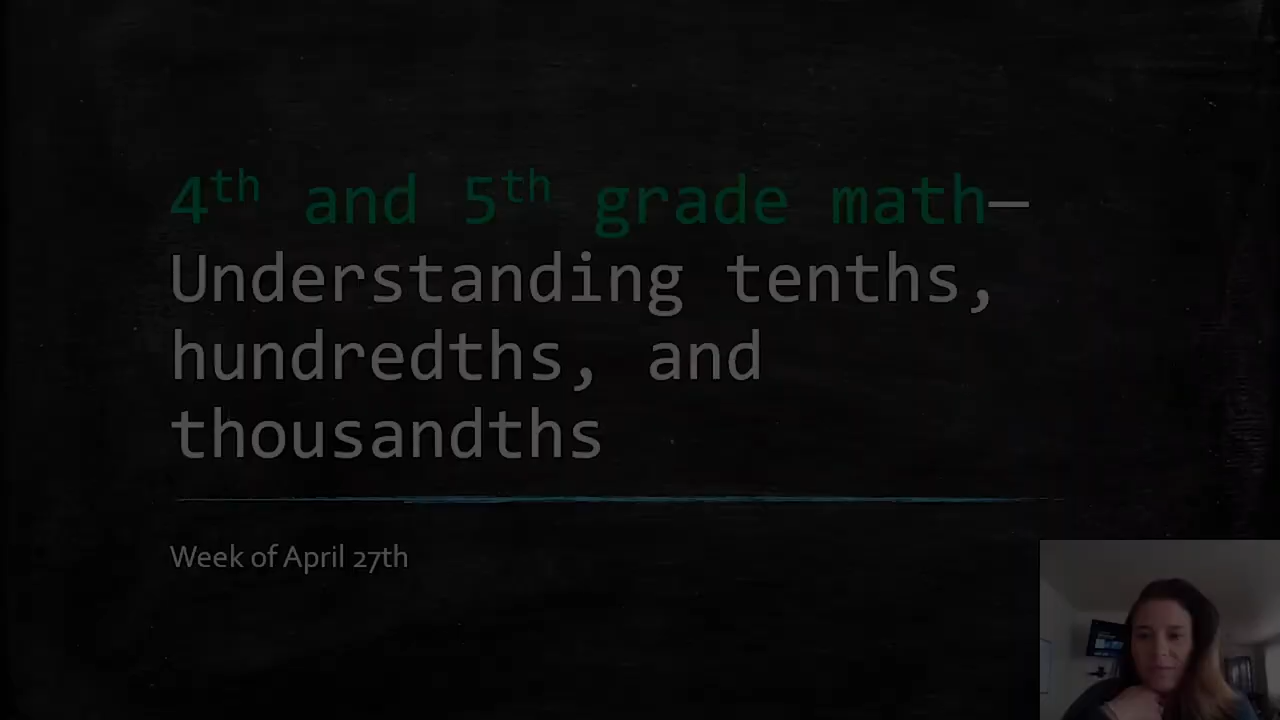 4th and 5th grade math—
Understanding tenths,
hundredths, and
thousandths
Week of April 27th